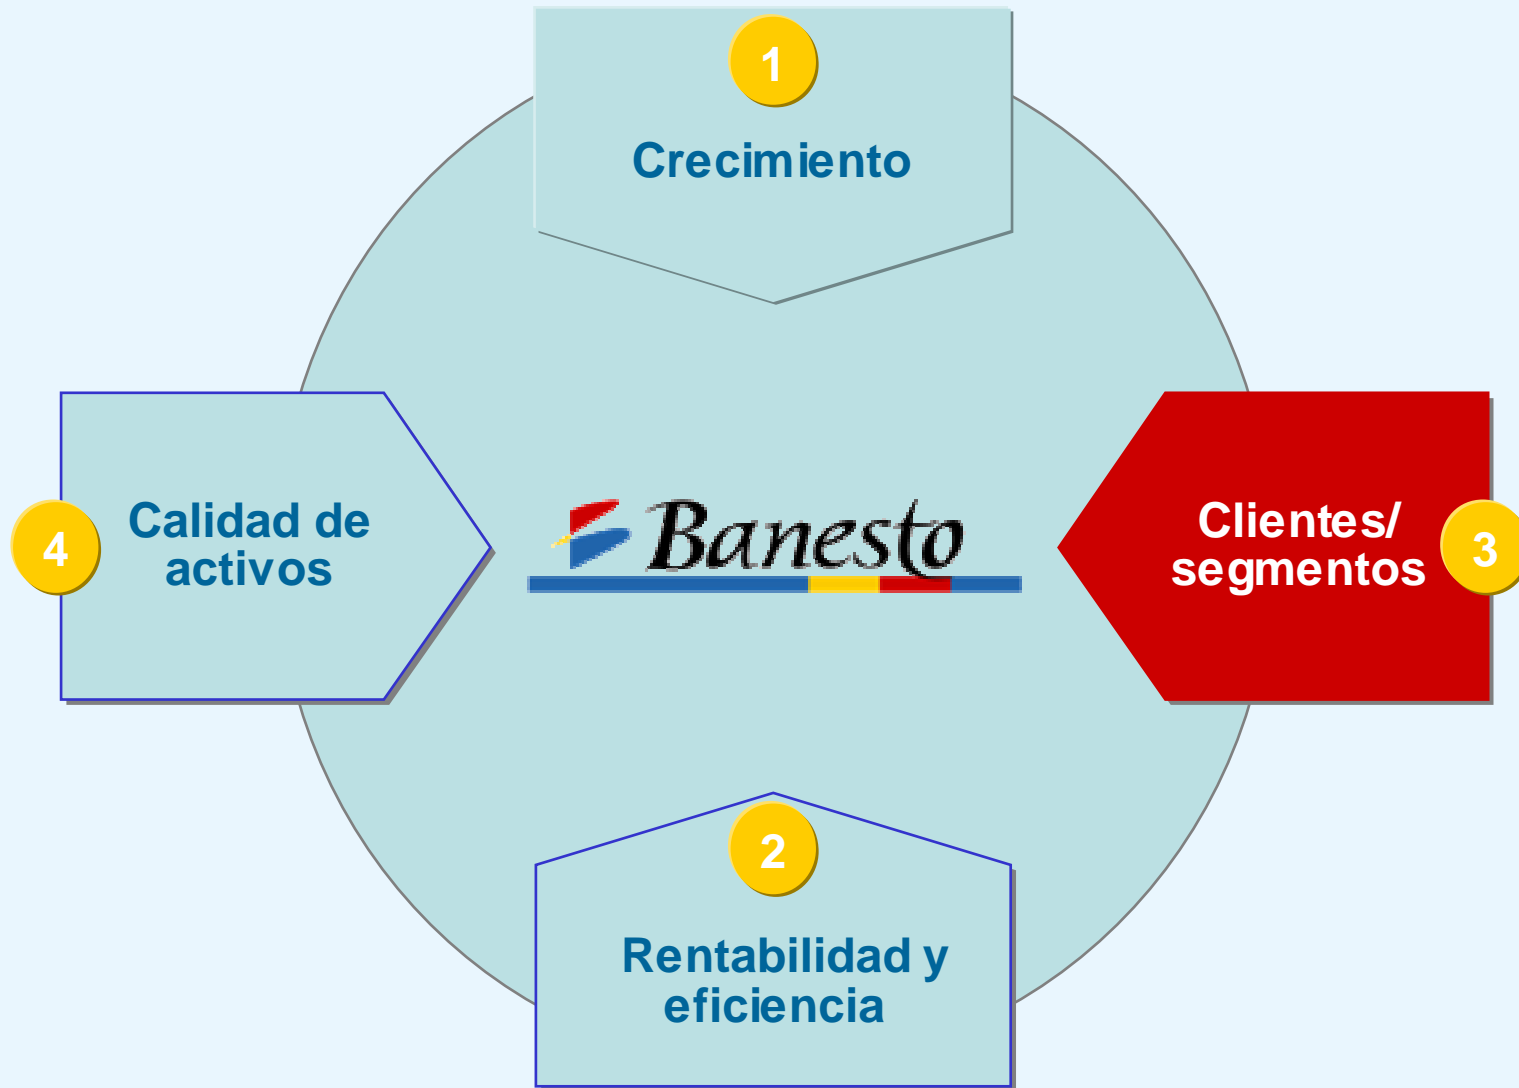 1
Crecimiento
4
Calidad de
activos
Banesto
Clientes/
segmentos
3
2
Rentabilidad y
eficiencia